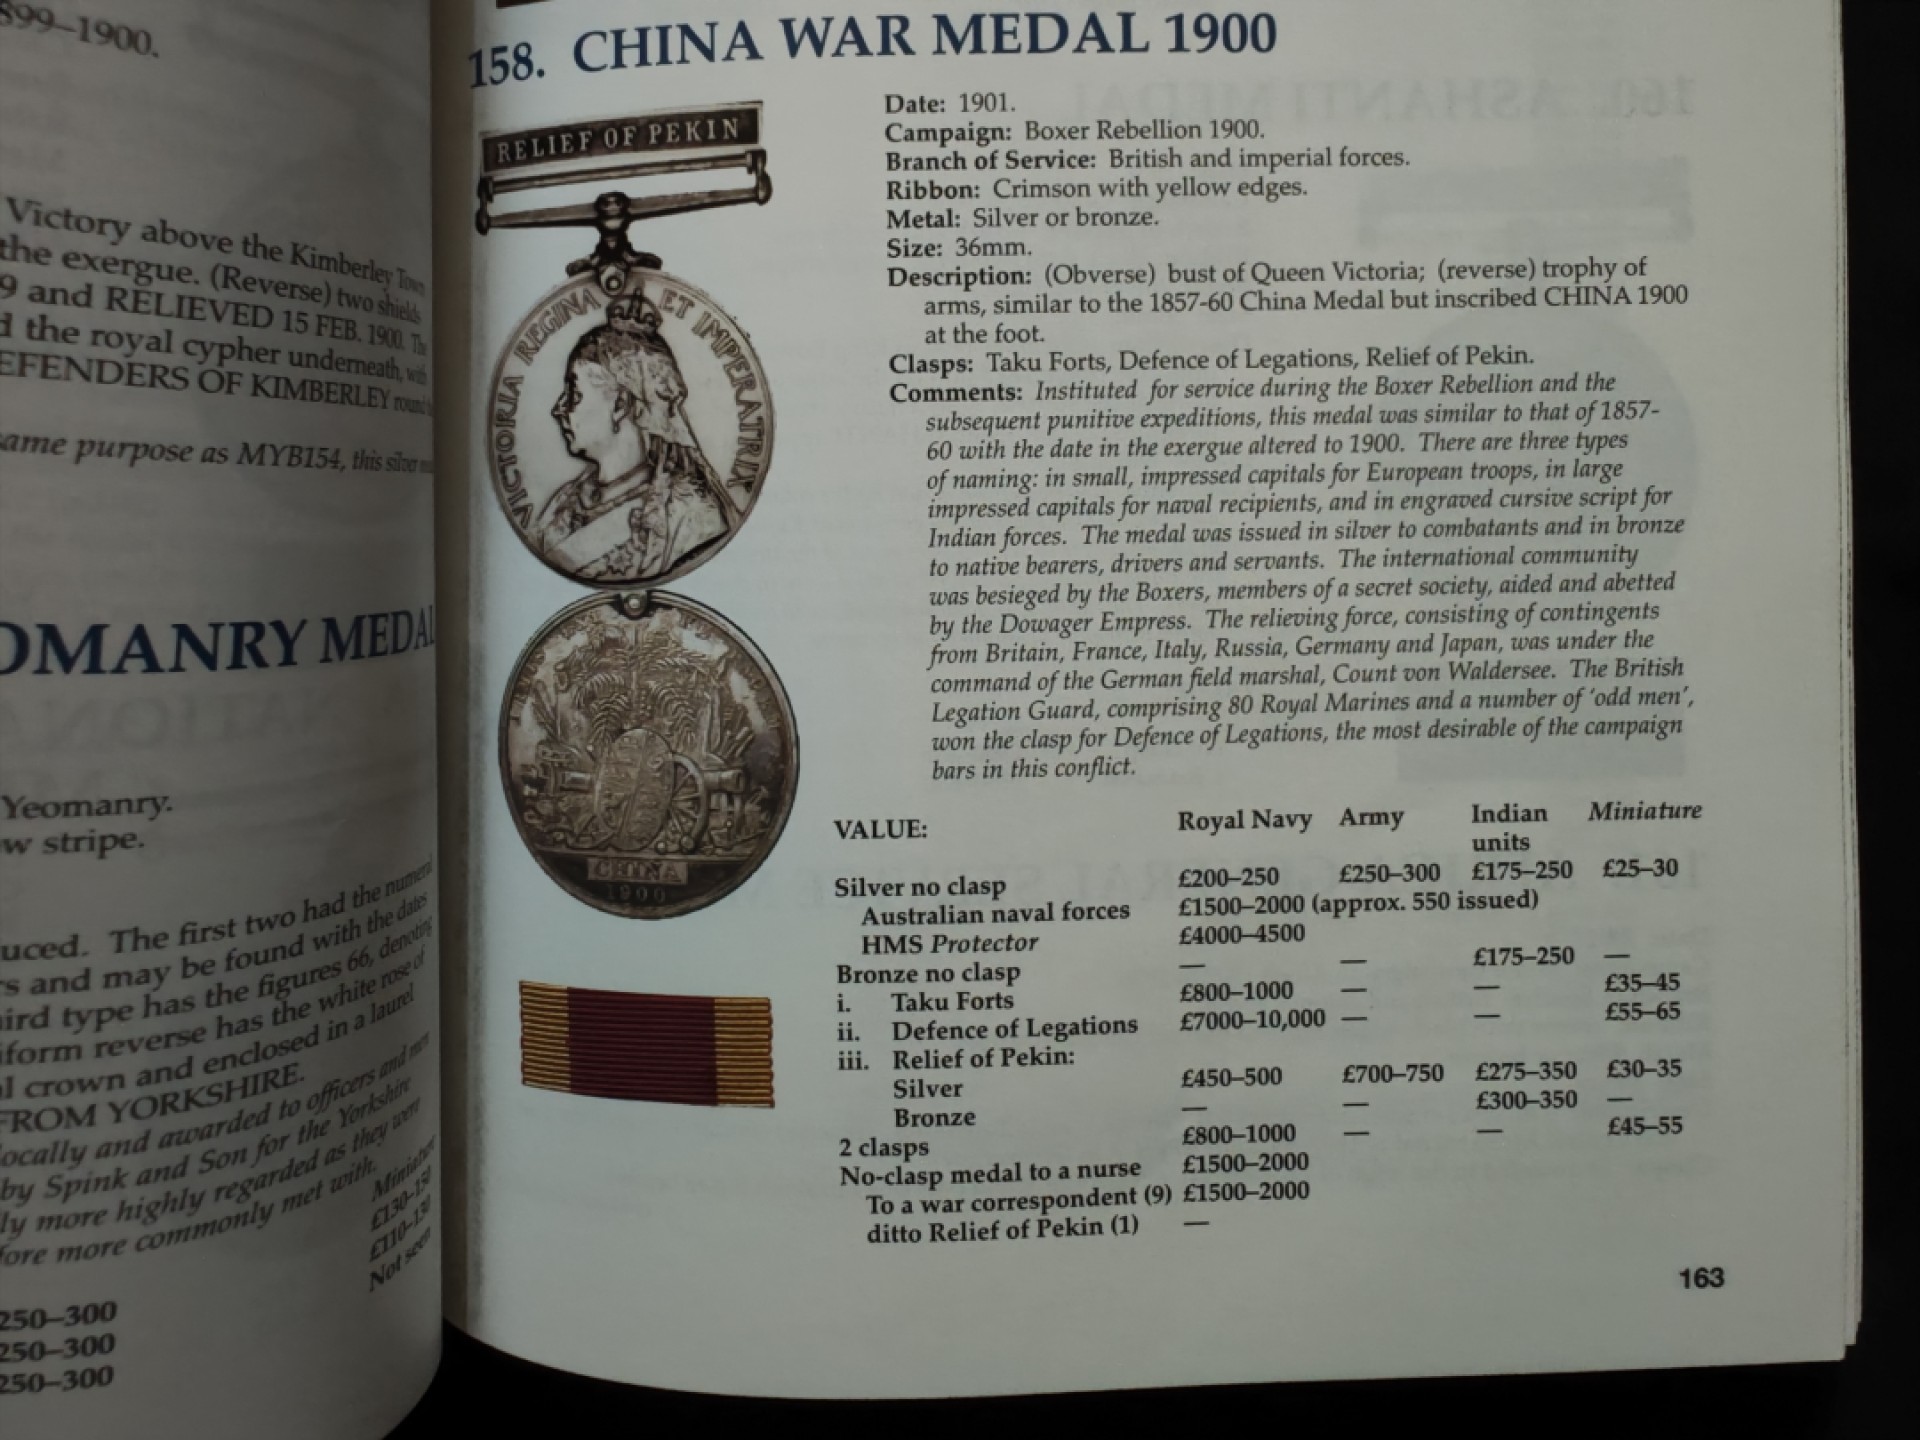 899–1900.
Victory above the Kimberley Town
the exergue. (Reverse) two shields
9 and RELIEVED 15 FEB. 1900. The
d the royal cypher underneath, with
EFENDERS OF KIMBERLEY round the
ame purpose as MYB154, this silver
OMANRY MEDAL
Yeomanry.
w stripe.
uced. The first two had the numeral
rs and may be found with the dates
hird type has the figures 66, denoting
iform reverse has the white rose of
l crown and enclosed in a laurel
FROM YORKSHIRE.
locally and awarded to officers and men
by Spink and Son for the Yorkshire
ly more highly regarded as they were
fore more commonly met with.
Miniature
£130–150
£110–130
Not seen
250–300
250–300
250–300
158. CHINA WAR MEDAL 1900
RELIEF OF PEKIN
VICTORIA REGINA ET IMPERATRIX
CHINA
1900
Date: 1901.
Campaign: Boxer Rebellion 1900.
Branch of Service: British and imperial forces.
Ribbon: Crimson with yellow edges.
Metal: Silver or bronze.
Size: 36mm.
Description: (Obverse) bust of Queen Victoria; (reverse) trophy of
arms, similar to the 1857-60 China Medal but inscribed CHINA 1900
at the foot.
Clasps: Taku Forts, Defence of Legations, Relief of Pekin.
Comments: Instituted for service during the Boxer Rebellion and the
subsequent punitive expeditions, this medal was similar to that of 1857-
60 with the date in the exergue altered to 1900. There are three types
of naming: in small, impressed capitals for European troops, in large
impressed capitals for naval recipients, and in engraved cursive script for
Indian forces. The medal was issued in silver to combatants and in bronze
to native bearers, drivers and servants. The international community
was besieged by the Boxers, members of a secret society, aided and abetted
by the Dowager Empress. The relieving force, consisting of contingents
from Britain, France, Italy, Russia, Germany and Japan, was under the
command of the German field marshal, Count von Waldersee. The British
Legation Guard, comprising 80 Royal Marines and a number of 'odd men',
won the clasp for Defence of Legations, the most desirable of the campaign
bars in this conflict.
VALUE: Royal Navy Army Indian units Miniature
Silver no clasp £200–250 £250–300 £175–250 £25–30
Australian naval forces £1500–2000 (approx. 550 issued)
HMS Protector £4000–4500
Bronze no clasp — — £175–250 —
i. Taku Forts £800–1000 — — £35–45
ii. Defence of Legations £7000–10,000 — — £55–65
iii. Relief of Pekin:
Silver £450–500 £700–750 £275–350 £30–35
Bronze — — £300–350 —
2 clasps £800–1000 — — £45–55
No-clasp medal to a nurse £1500–2000
To a war correspondent (9) £1500–2000
ditto Relief of Pekin (1) —
163